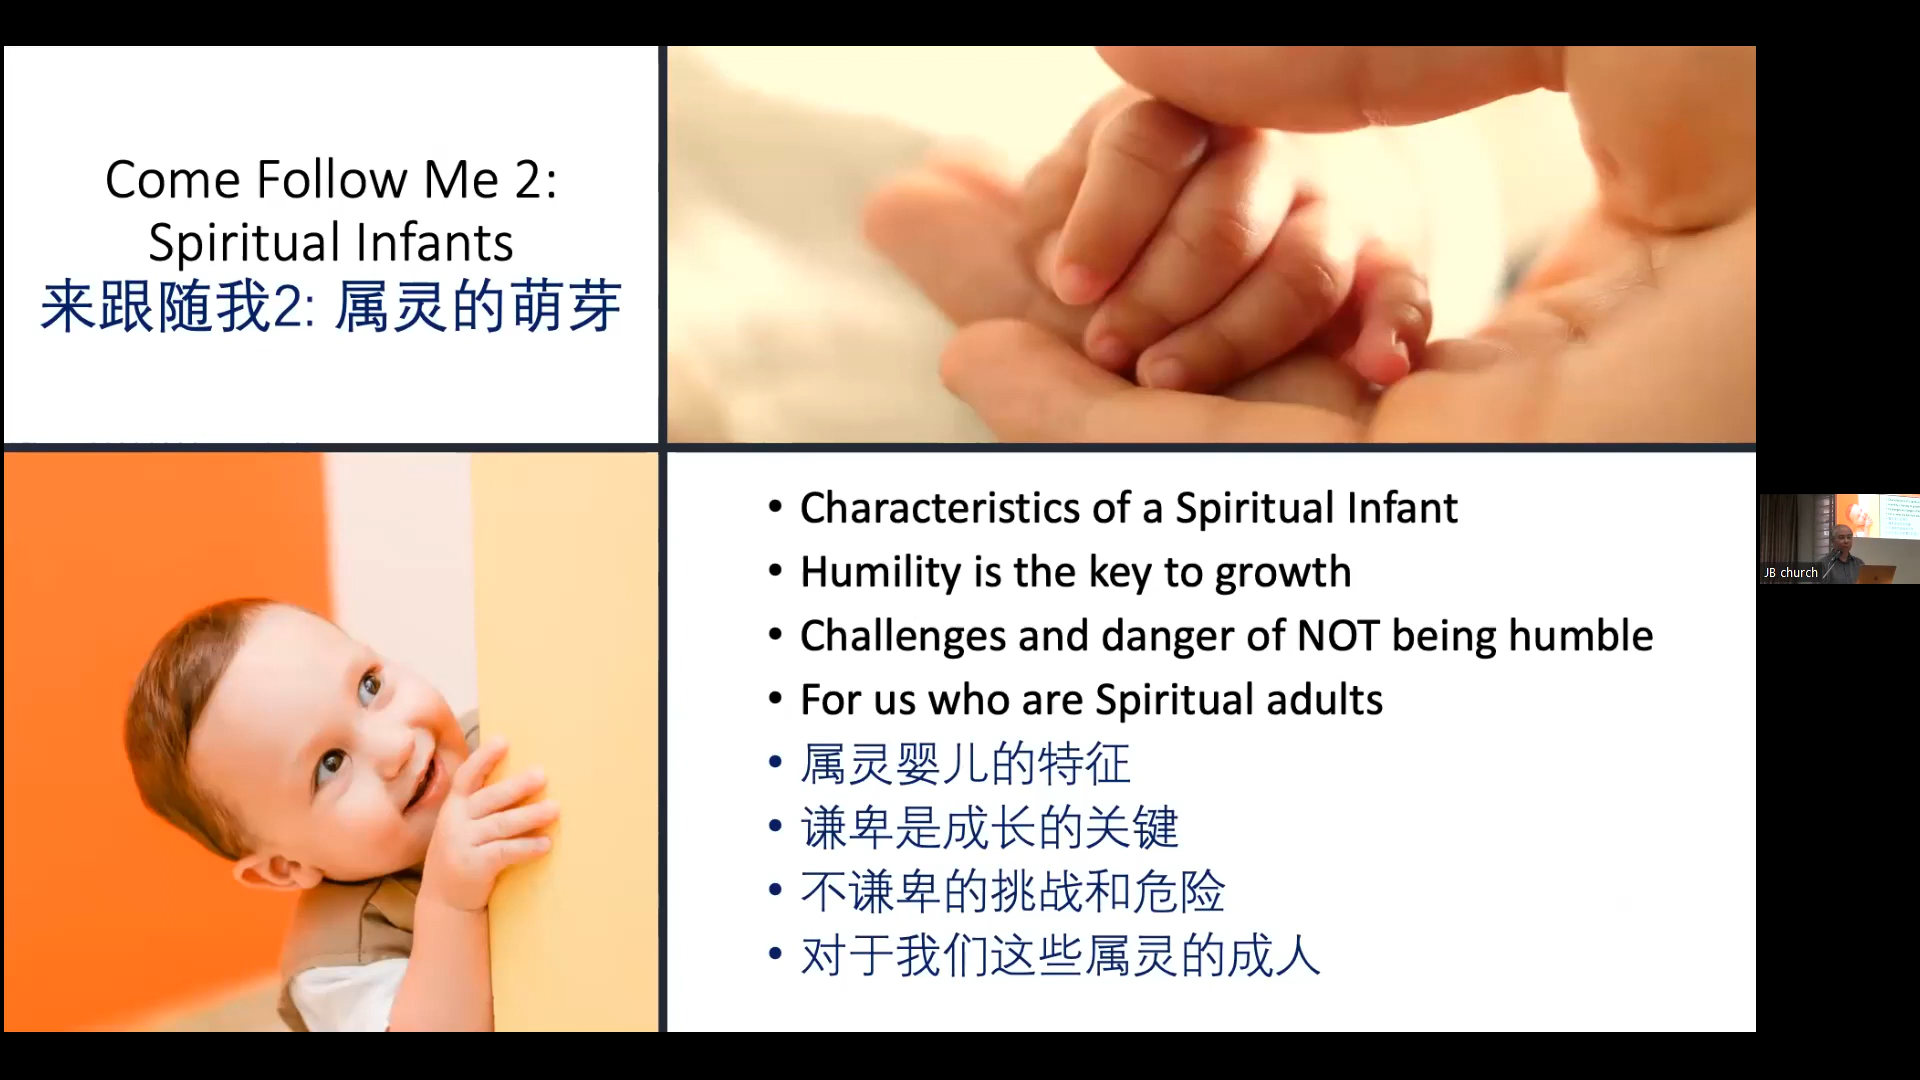 Come Follow Me 2:
Spiritual Infants
来跟随我2: 属灵的萌芽
• Characteristics of a Spiritual Infant
• Humility is the key to growth
• Challenges and danger of NOT being humble
• For us who are Spiritual adults
• 属灵婴儿的特征
• 谦卑是成长的关键
• 不谦卑的挑战和危险
• 对于我们这些属灵的成人
JB church